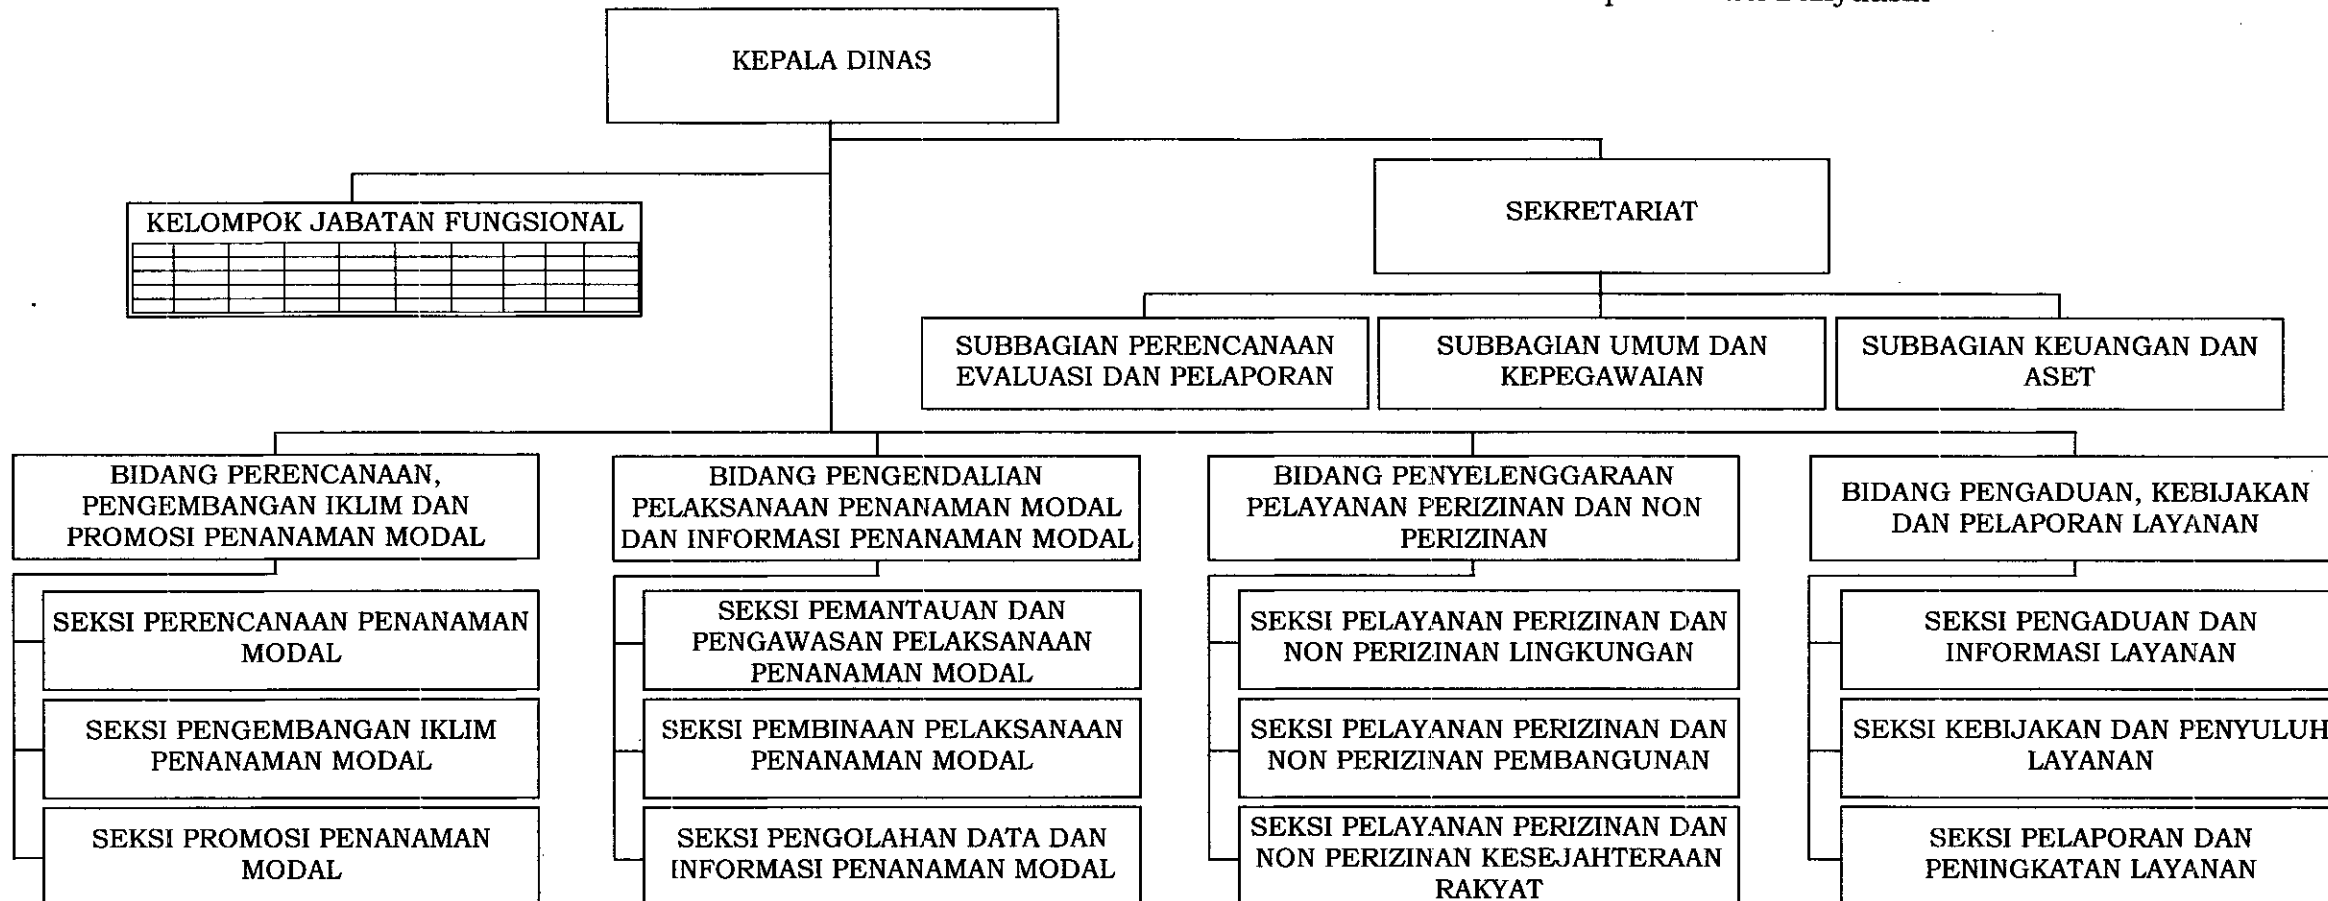 KEPALA DINAS
KELOMPOK JABATAN FUNGSIONAL
SEKRETARIAT
SUBBAGIAN PERENCANAAN
EVALUASI DAN PELAPORAN
SUBBAGIAN UMUM DAN
KEPEGAWAIAN
SUBBAGIAN KEUANGAN DAN
ASET
BIDANG PERENCANAAN,
PENGEMBANGAN IKLIM DAN
PROMOSI PENANAMAN MODAL
BIDANG PENGENDALIAN
PELAKSANAAN PENANAMAN MODAL
DAN INFORMASI PENANAMAN MODAL
BIDANG PENYELENGGARAAN
PELAYANAN PERIZINAN DAN NON
PERIZINAN
BIDANG PENGADUAN, KEBIJAKAN
DAN PELAPORAN LAYANAN
SEKSI PERENCANAAN PENANAMAN
MODAL
SEKSI PENGEMBANGAN IKLIM
PENANAMAN MODAL
SEKSI PROMOSI PENANAMAN
MODAL
SEKSI PEMANTAUAN DAN
PENGAWASAN PELAKSANAAN
PENANAMAN MODAL
SEKSI PEMBINAAN PELAKSANAAN
PENANAMAN MODAL
SEKSI PENGOLAHAN DATA DAN
INFORMASI PENANAMAN MODAL
SEKSI PELAYANAN PERIZINAN DAN
NON PERIZINAN LINGKUNGAN
SEKSI PELAYANAN PERIZINAN DAN
NON PERIZINAN PEMBANGUNAN
SEKSI PELAYANAN PERIZINAN DAN
NON PERIZINAN KESEJAHTERAAN
RAKYAT
SEKSI PENGADUAN DAN
INFORMASI LAYANAN
SEKSI KEBIJAKAN DAN PENYULUH
LAYANAN
SEKSI PELAPORAN DAN
PENINGKATAN LAYANAN